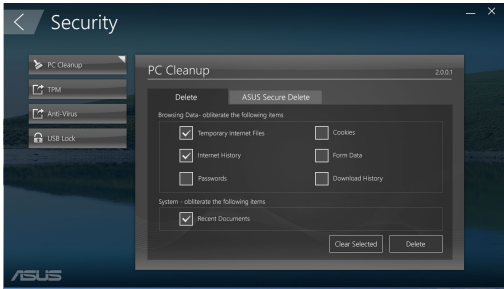 Security
PC Cleanup
TPM
Anti-Virus
USB Lock
PC Cleanup
2.0.0.1
Delete
ASUS Secure Delete
Browsing Data- obliterate the following items
Temporary Internet Files
Cookies
Internet History
Form Data
Passwords
Download History
System - obliterate the following items
Recent Documents
Clear Selected
Delete
ASUS